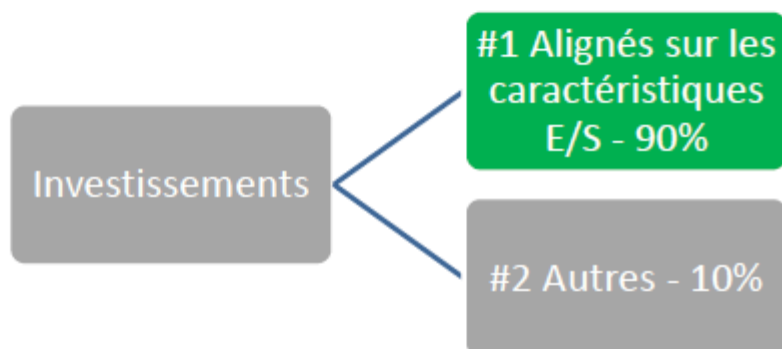 #1 Alignés sur les
caractéristiques
E/S - 90%
Investissements
#2 Autres - 10%